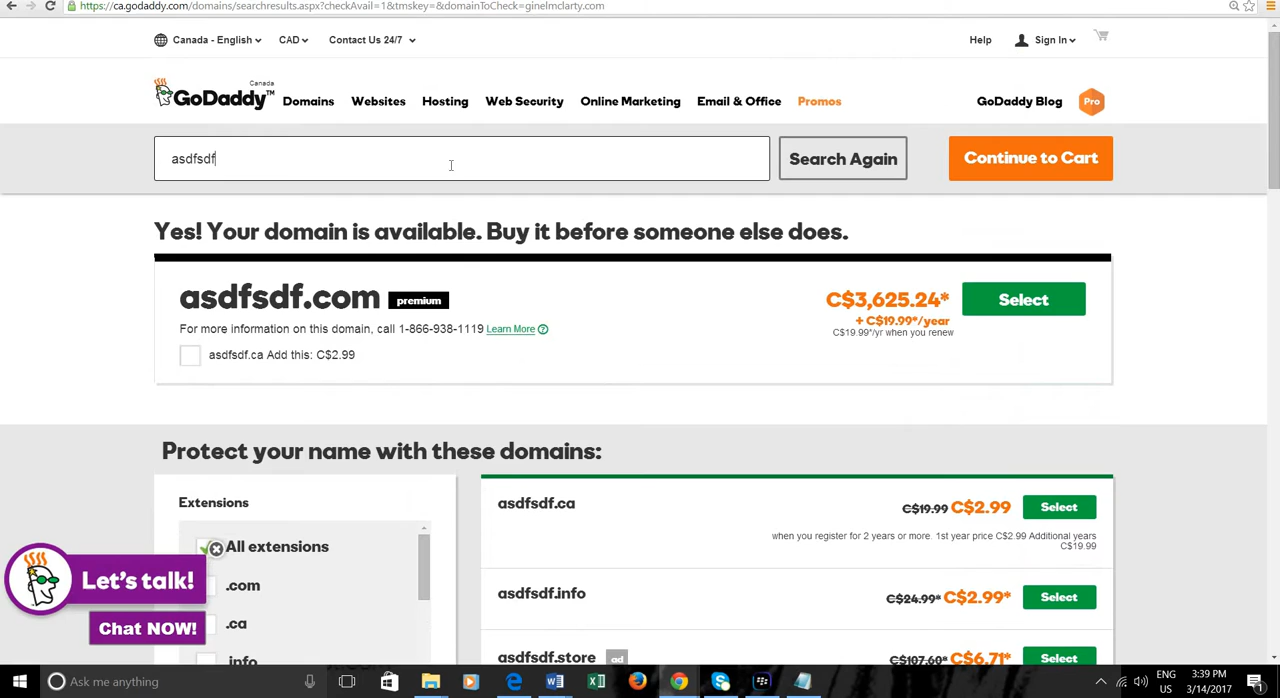 https://ca.godaddy.com/domains/searchresults.aspx?checkAvail=1&tmskey=&domainToCheck=ginelmclarty.com
Canada - English CAD Contact Us 24/7 Help Sign In
Canada
GoDaddy™ Domains Websites Hosting Web Security Online Marketing Email & Office Promos GoDaddy Blog Pro
asdfsdf Search Again Continue to Cart
Yes! Your domain is available. Buy it before someone else does.
asdfsdf.com premium C$3,625.24* Select
+ C$19.99*/year
For more information on this domain, call 1-866-938-1119 Learn More ? C$19.99*/yr when you renew
asdfsdf.ca Add this: C$2.99
Protect your name with these domains:
Extensions
asdfsdf.ca C$19.99 C$2.99 Select
when you register for 2 years or more. 1st year price C$2.99 Additional years
C$19.99
All extensions
.com
.ca
.info
asdfsdf.info C$24.99* C$2.99* Select
asdfsdf.store ad C$107.60* C$6.71* Select
Let's talk!
Chat NOW!
Ask me anything
ENG 3:39 PM
US 3/14/2017